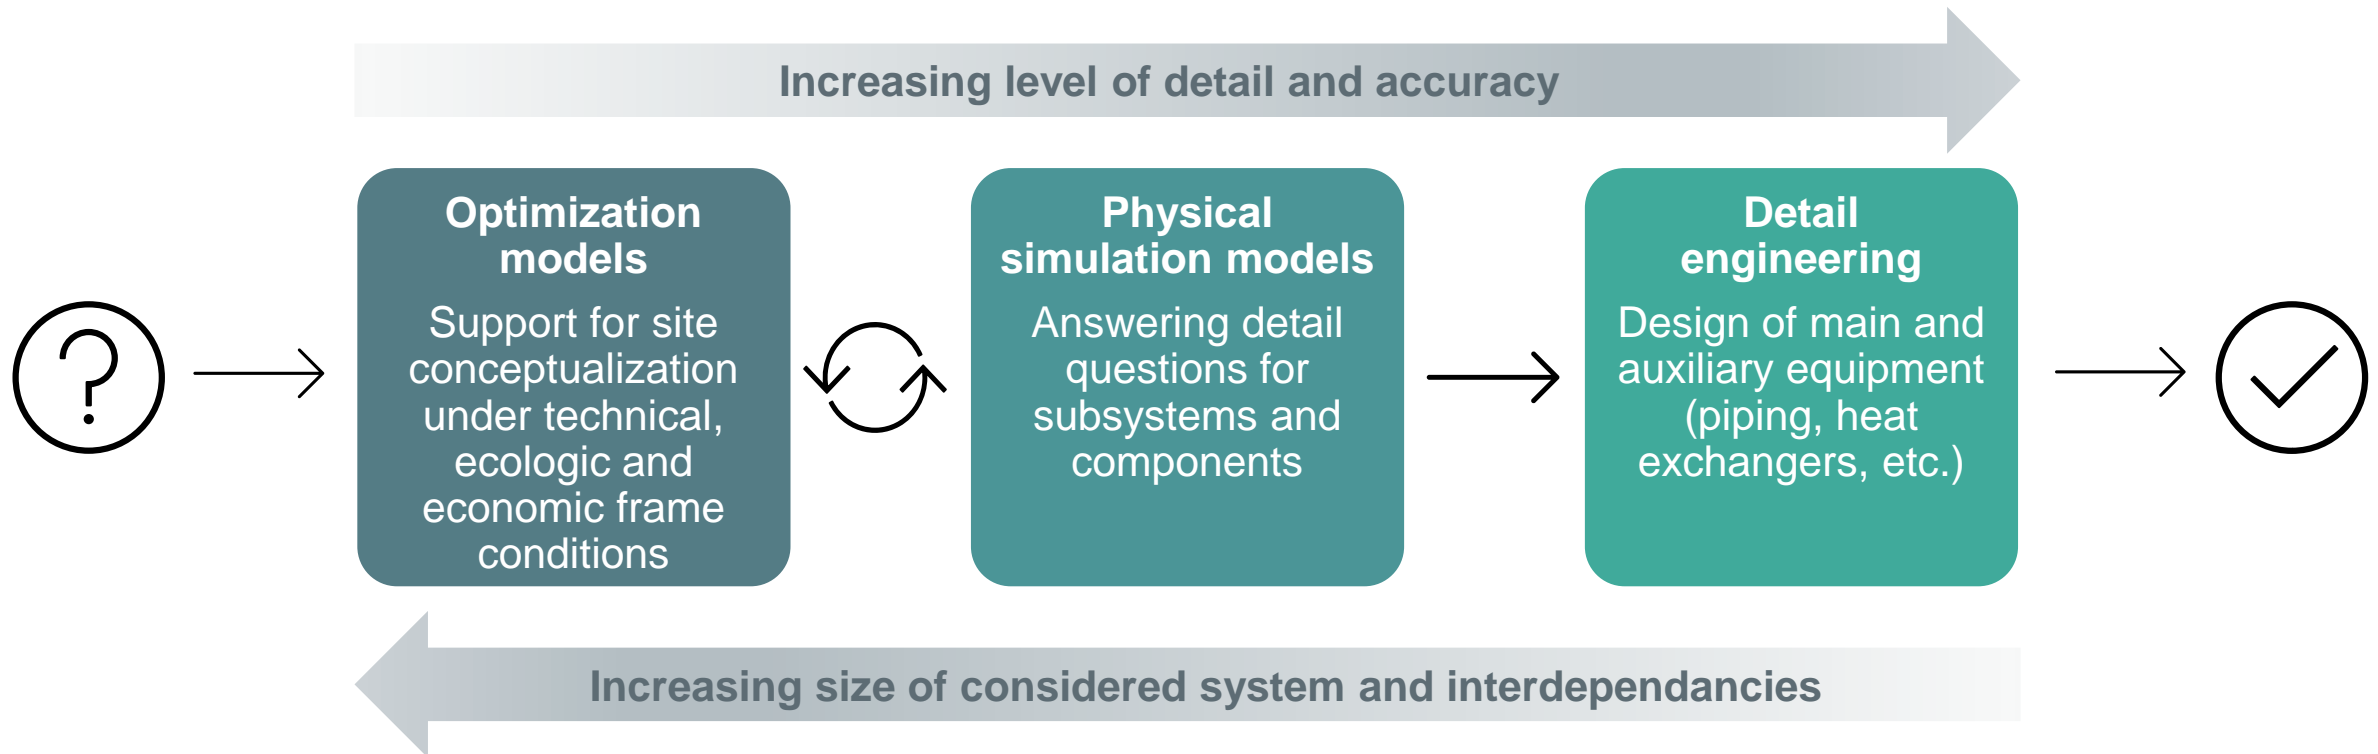 Increasing level of detail and accuracy
Optimization
models
Support for site
conceptualization
under technical,
ecologic and
economic frame
conditions
Physical
simulation models
Answering detail
questions for
subsystems and
components
Detail
engineering
Design of main and
auxiliary equipment
(piping, heat
exchangers, etc.)
?
Increasing size of considered system and interdependancies